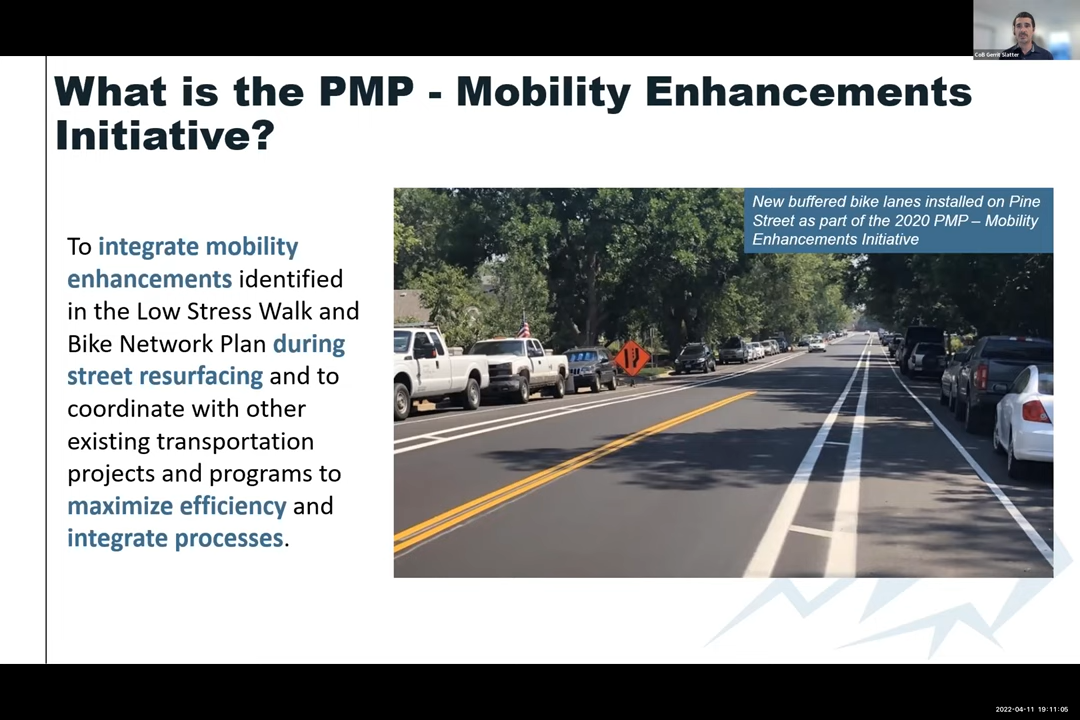 CoB Gerrit Slatter
What is the PMP - Mobility Enhancements
Initiative?
New buffered bike lanes installed on Pine
Street as part of the 2020 PMP – Mobility
Enhancements Initiative
To integrate mobility
enhancements identified
in the Low Stress Walk and
Bike Network Plan during
street resurfacing and to
coordinate with other
existing transportation
projects and programs to
maximize efficiency and
integrate processes.
2022-04-11 19:11:05